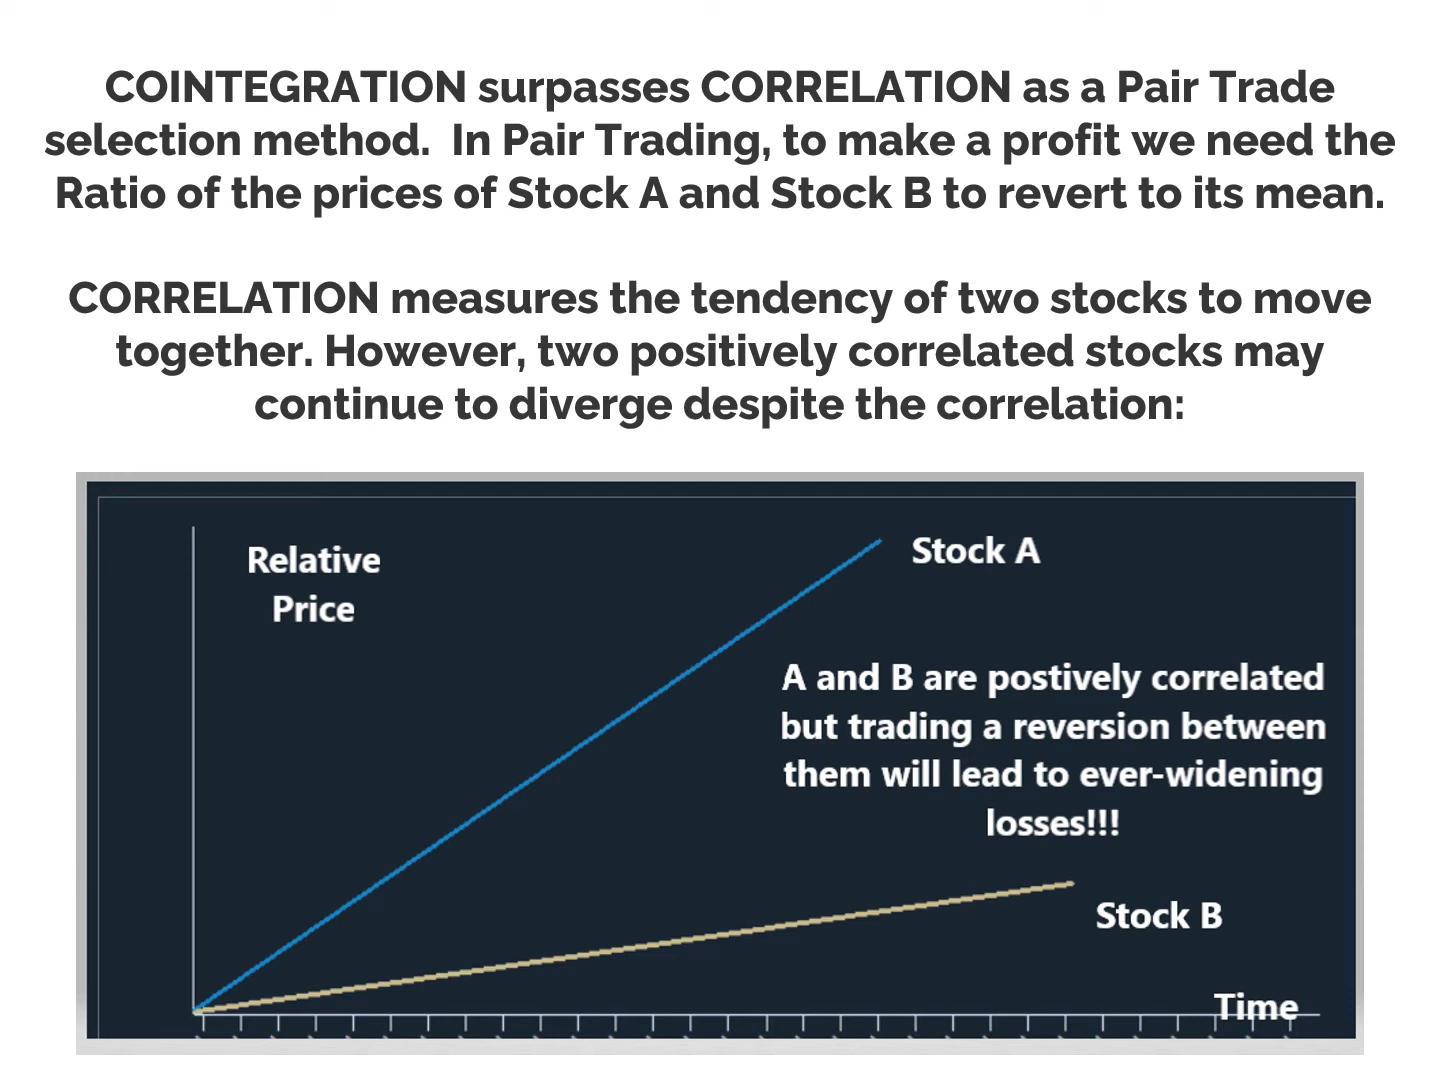 COINTEGRATION surpasses CORRELATION as a Pair Trade
selection method.  In Pair Trading, to make a profit we need the
Ratio of the prices of Stock A and Stock B to revert to its mean.
CORRELATION measures the tendency of two stocks to move
together. However, two positively correlated stocks may
continue to diverge despite the correlation:
Relative
Price
Stock A
A and B are postively correlated
but trading a reversion between
them will lead to ever-widening
losses!!!
Stock B
Time